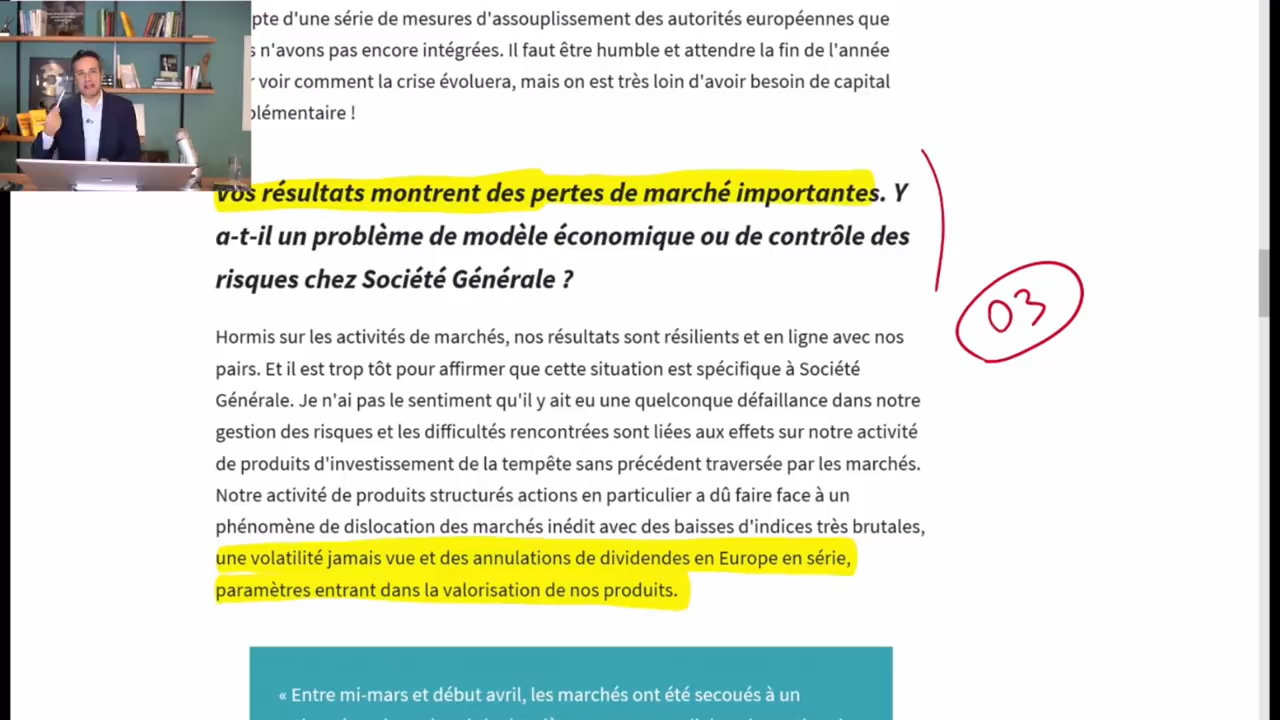 pte d'une série de mesures d'assouplissement des autorités européennes que
n'avons pas encore intégrées. Il faut être humble et attendre la fin de l'année
voir comment la crise évoluera, mais on est très loin d'avoir besoin de capital
plémentaire !
Vos résultats montrent des pertes de marché importantes. Y
a-t-il un problème de modèle économique ou de contrôle des
risques chez Société Générale ?
03
Hormis sur les activités de marchés, nos résultats sont résilients et en ligne avec nos
pairs. Et il est trop tôt pour affirmer que cette situation est spécifique à Société
Générale. Je n'ai pas le sentiment qu'il y ait eu une quelconque défaillance dans notre
gestion des risques et les difficultés rencontrées sont liées aux effets sur notre activité
de produits d'investissement de la tempête sans précédent traversée par les marchés.
Notre activité de produits structurés actions en particulier a dû faire face à un
phénomène de dislocation des marchés inédit avec des baisses d'indices très brutales,
une volatilité jamais vue et des annulations de dividendes en Europe en série,
paramètres entrant dans la valorisation de nos produits.
« Entre mi-mars et début avril, les marchés ont été secoués à un